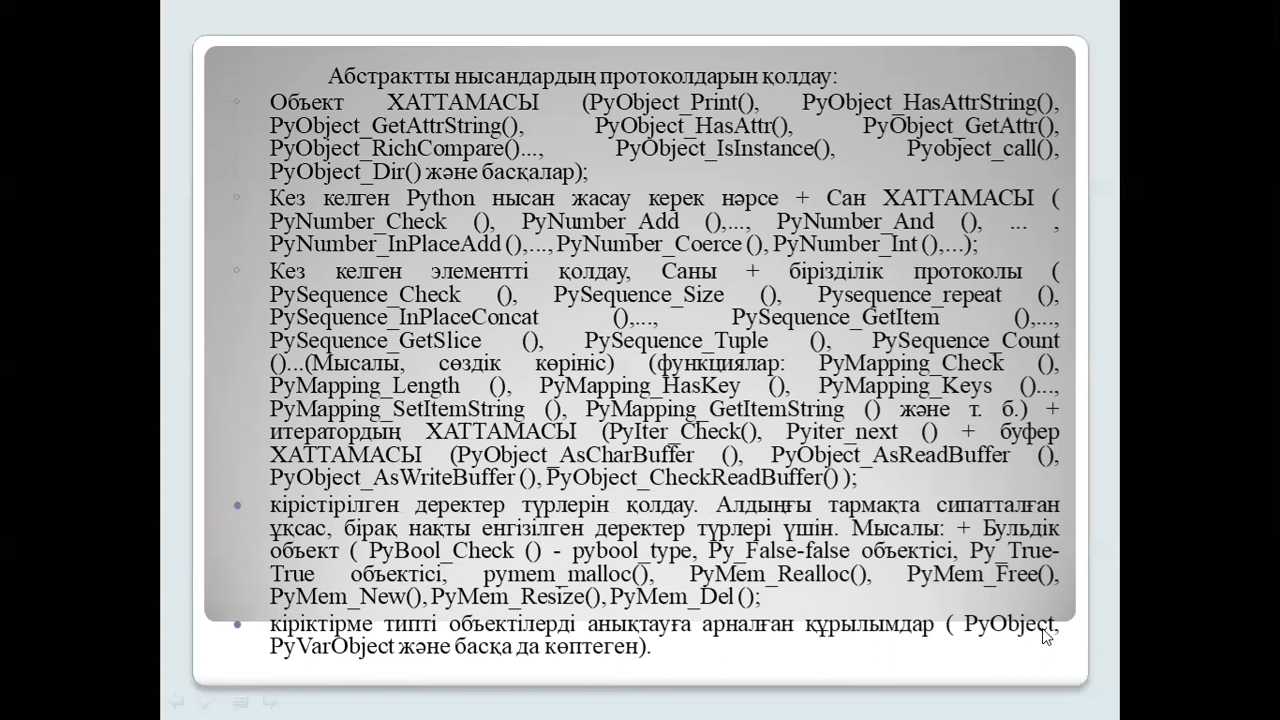 Абстрактты нысандардың протоколдарын қолдау:
Объект ХАТТАМАСЫ (PyObject_Print(), PyObject_HasAttrString(),
PyObject_GetAttrString(), PyObject_HasAttr(), PyObject_GetAttr(),
PyObject_RichCompare()..., PyObject_IsInstance(), Pyobject_call(),
PyObject_Dir() және басқалар);
Кез келген Python нысан жасау керек нәрсе + Сан ХАТТАМАСЫ (
PyNumber_Check (), PyNumber_Add (),..., PyNumber_And (), ... ,
PyNumber_InPlaceAdd (),..., PyNumber_Coerce (), PyNumber_Int (),...);
Кез келген элементті қолдау, Саны + бірізділік протоколы (
PySequence_Check (), PySequence_Size (), Pysequence_repeat (),
PySequence_InPlaceConcat (),..., PySequence_GetItem (),...,
PySequence_GetSlice (), PySequence_Tuple (), PySequence_Count
()...(Мысалы, сөздік көрініс) (функциялар: PyMapping_Check (),
PyMapping_Length (), PyMapping_HasKey (), PyMapping_Keys ()...,
PyMapping_SetItemString (), PyMapping_GetItemString () және т. б.) +
итератордың ХАТТАМАСЫ (PyIter_Check(), Pyiter_next () + буфер
ХАТТАМАСЫ (PyObject_AsCharBuffer (), PyObject_AsReadBuffer (),
PyObject_AsWriteBuffer (), PyObject_CheckReadBuffer() );
кірістірілген деректер түрлерін қолдау. Алдыңғы тармақта сипатталған
ұқсас, бірақ нақты енгізілген деректер түрлері үшін. Мысалы: + Бульдік
объект ( PyBool_Check () - pybool_type, Py_False-false объектісі, Py_True-
True объектісі, pymem_malloc(), PyMem_Realloc(), PyMem_Free(),
PyMem_New(), PyMem_Resize(), PyMem_Del ();
кіріктірме типті объектілерді анықтауға арналған құрылымдар ( PyObject,
PyVarObject және басқа да көптеген).